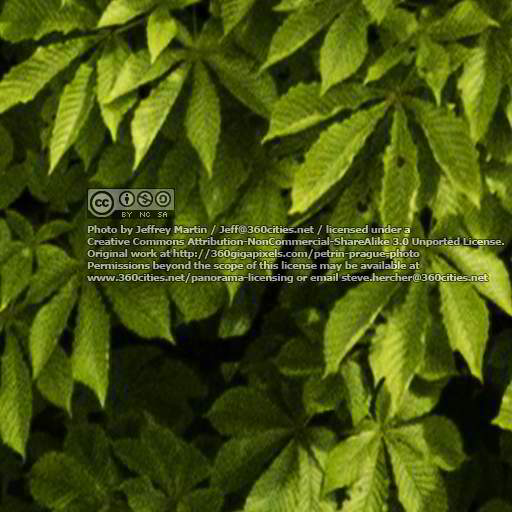 cc
BY NC SA
Photo by Jeffrey Martin / Jeff@360cities.net / licensed under a
Creative Commons Attribution-NonCommercial-ShareAlike 3.0 Unported License.
Original work at http://360gigapixels.com/petrin-prague-photo
Permissions beyond the scope of this license may be available at
www.360cities.net/panorama-licensing or email steve.hercher@360cities.net